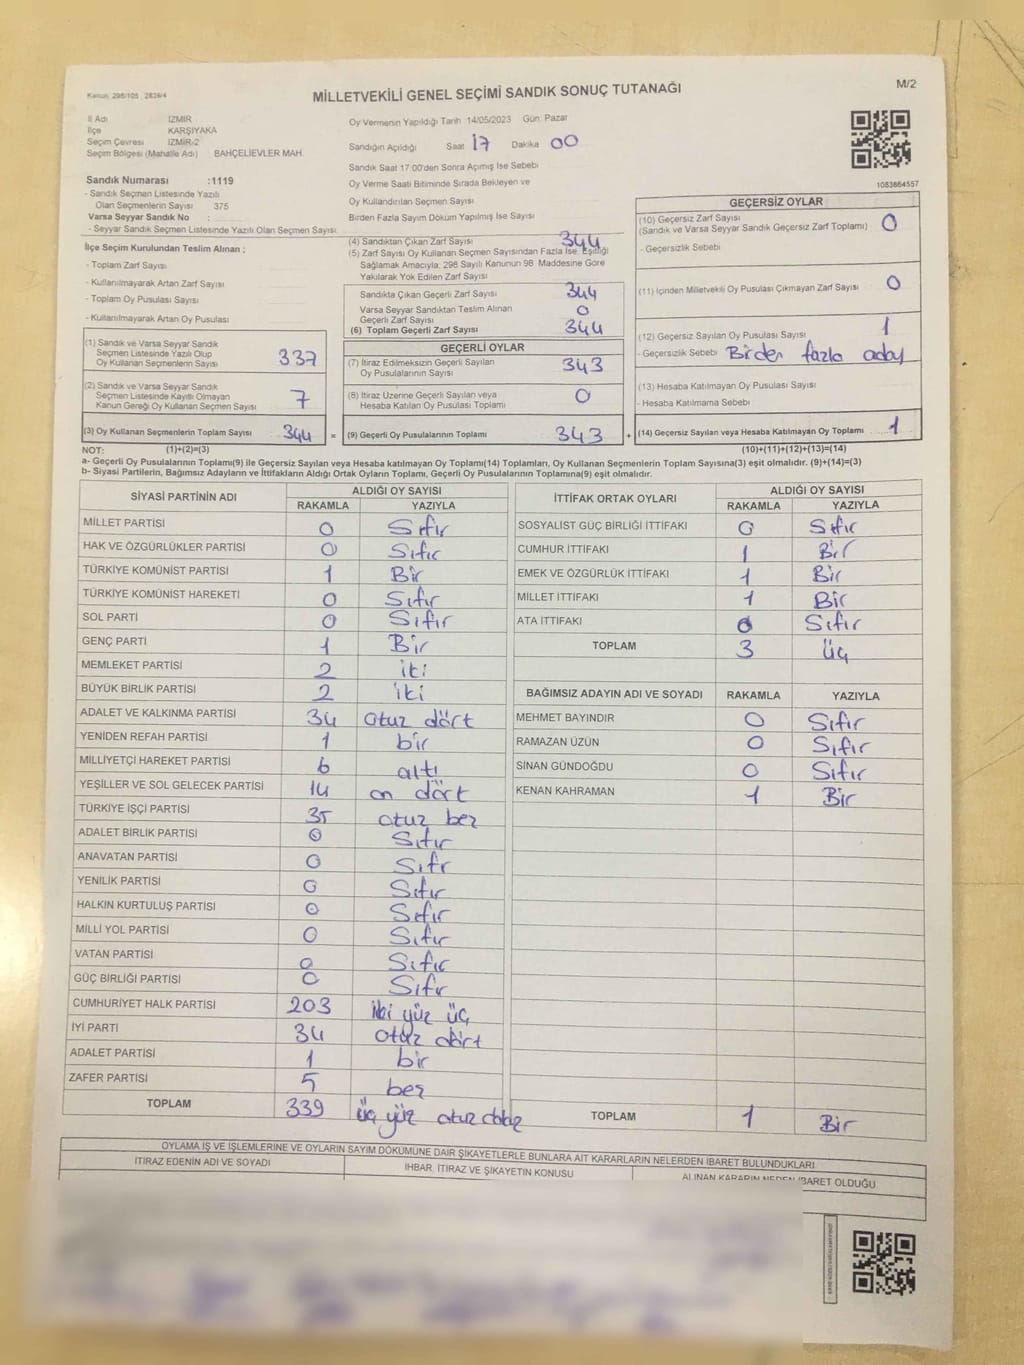 Kanun: 298/105, 2839/4
MİLLETVEKİLİ GENEL SEÇİMİ SANDIK SONUÇ TUTANAĞI
M/2
İl Adı İZMİR
İlçe KARŞIYAKA
Seçim Çevresi İZMİR-2
Seçim Bölgesi (Mahalle Adı) BAHÇELİEVLER MAH.
Sandık Numarası :1119
- Sandık Seçmen Listesinde Yazılı
Olan Seçmenlerin Sayısı 375
Varsa Seyyar Sandık No :
- Seyyar Sandık Seçmen Listesinde Yazılı Olan Seçmen Sayısı
Oy Vermenin Yapıldığı Tarih 14/05/2023 Gün: Pazar
Sandığın Açıldığı Saat 17 Dakika 00
Sandık Saat 17:00'den Sonra Açımış İse Sebebi
Oy Verme Saati Bitiminde Sırada Bekleyen ve
Oy Kullandırılan Seçmen Sayısı
Birden Fazla Sayım Döküm Yapılmış İse Sayısı
1083864557
İlçe Seçim Kurulundan Teslim Alınan ;
- Toplam Zarf Sayısı
- Kullanılmayarak Artan Zarf Sayısı
- Toplam Oy Pusulası Sayısı
- Kullanılmayarak Artan Oy Pusulası
(1) Sandık ve Varsa Seyyar Sandık
Seçmen Listesinde Yazılı Olup
Oy Kullanan Seçmenlerin Sayısı 337
(2) Sandık ve Varsa Seyyar Sandık
Seçmen Listesinde Kayıtlı Olmayan
Kanun Gereği Oy Kullanan Seçmen Sayısı 7
(3) Oy Kullanan Seçmenlerin Toplam Sayısı 344 =
(4) Sandıktan Çıkan Zarf Sayısı 344
(5) Zarf Sayısı Oy Kullanan Seçmen Sayısından Fazla İse, Eşitliği
Sağlamak Amacıyla, 298 Sayılı Kanunun 98. Maddesine Göre
Yakılarak Yok Edilen Zarf Sayısı
Sandıkta Çıkan Geçerli Zarf Sayısı 344
Varsa Seyyar Sandıktan Teslim Alınan
Geçerli Zarf Sayısı 0
(6) Toplam Geçerli Zarf Sayısı 344
GEÇERLİ OYLAR
(7) İtiraz Edilmeksizin Geçerli Sayılan
Oy Pusulalarının Sayısı 343
(8) İtiraz Üzerine Geçerli Sayılan veya
Hesaba Katılan Oy Pusulası Toplamı 0
(9) Geçerli Oy Pusulalarının Toplamı 343 +
GEÇERSİZ OYLAR
(10) Geçersiz Zarf Sayısı 0
(Sandık ve Varsa Seyyar Sandık Geçersiz Zarf Toplamı)
- Geçersizlik Sebebi
(11) İçinden Milletvekili Oy Pusulası Çıkmayan Zarf Sayısı 0
(12) Geçersiz Sayılan Oy Pusulası Sayısı 1
- Geçersizlik Sebebi Birden fazla aday
(13) Hesaba Katılmayan Oy Pusulası Sayısı
- Hesaba Katılmama Sebebi
(14) Geçersiz Sayılan veya Hesaba Katılmayan Oy Toplamı 1
NOT: (1)+(2)=(3) (10)+(11)+(12)+(13)=(14)
a- Geçerli Oy Pusulalarının Toplamı(9) ile Geçersiz Sayılan veya Hesaba katılmayan Oy Toplamı(14) Toplamları, Oy Kullanan Seçmenlerin Toplam Sayısına(3) eşit olmalıdır. (9)+(14)=(3)
b- Siyasi Partilerin, Bağımsız Adayların ve İttifakların Aldığı Ortak Oyların Toplamı, Geçerli Oy Pusulalarının Toplamına(9) eşit olmalıdır.
SİYASİ PARTİNİN ADI ALDIĞI OY SAYISI
RAKAMLA YAZIYLA
MİLLET PARTİSİ 0 Sıfır
HAK VE ÖZGÜRLÜKLER PARTİSİ 0 Sıfır
TÜRKİYE KOMÜNİST PARTİSİ 1 Bir
TÜRKİYE KOMÜNİST HAREKETİ 0 Sıfır
SOL PARTİ 0 Sıfır
GENÇ PARTİ 1 Bir
MEMLEKET PARTİSİ 2 iki
BÜYÜK BİRLİK PARTİSİ 2 iki
ADALET VE KALKINMA PARTİSİ 34 otuz dört
YENİDEN REFAH PARTİSİ 1 bir
MİLLİYETÇİ HAREKET PARTİSİ 6 altı
YEŞİLLER VE SOL GELECEK PARTİSİ 14 on dört
TÜRKİYE İŞÇİ PARTİSİ 35 otuz beş
ADALET BİRLİK PARTİSİ 0 Sıfır
ANAVATAN PARTİSİ 0 Sıfr
YENİLİK PARTİSİ 0 Sıfır
HALKIN KURTULUŞ PARTİSİ 0 Sıfır
MİLLİ YOL PARTİSİ 0 Sıfır
VATAN PARTİSİ 0 Sıfır
GÜÇ BİRLİĞİ PARTİSİ 0 Sıfır
CUMHURİYET HALK PARTİSİ 203 iki yüz üç
İYİ PARTİ 34 otuz dört
ADALET PARTİSİ 1 bir
ZAFER PARTİSİ 5 beş
TOPLAM 339 üç yüz otuz dokuz
İTTİFAK ORTAK OYLARI ALDIĞI OY SAYISI
RAKAMLA YAZIYLA
SOSYALİST GÜÇ BİRLİĞİ İTTİFAKI 0 Sıfır
CUMHUR İTTİFAKI 1 Bir
EMEK VE ÖZGÜRLÜK İTTİFAKI 1 Bir
MİLLET İTTİFAKI 1 Bir
ATA İTTİFAKI 0 Sıfır
TOPLAM 3 üç
BAĞIMSIZ ADAYIN ADI VE SOYADI RAKAMLA YAZIYLA
MEHMET BAYINDIR 0 Sıfır
RAMAZAN ÜZÜN 0 Sıfır
SİNAN GÜNDOĞDU 0 Sıfır
KENAN KAHRAMAN 1 Bir
TOPLAM 1 Bir
OYLAMA İŞ VE İŞLEMLERİNE VE OYLARIN SAYIM DÖKÜMÜNE DAİR ŞİKAYETLERLE BUNLARA AİT KARARLARIN NELERDEN İBARET BULUNDUKLARI
İTİRAZ EDENİN ADI VE SOYADI İHBAR, İTİRAZ VE ŞİKAYETİN KONUSU ALINAN KARARIN NEDEN İBARET OLDUĞU